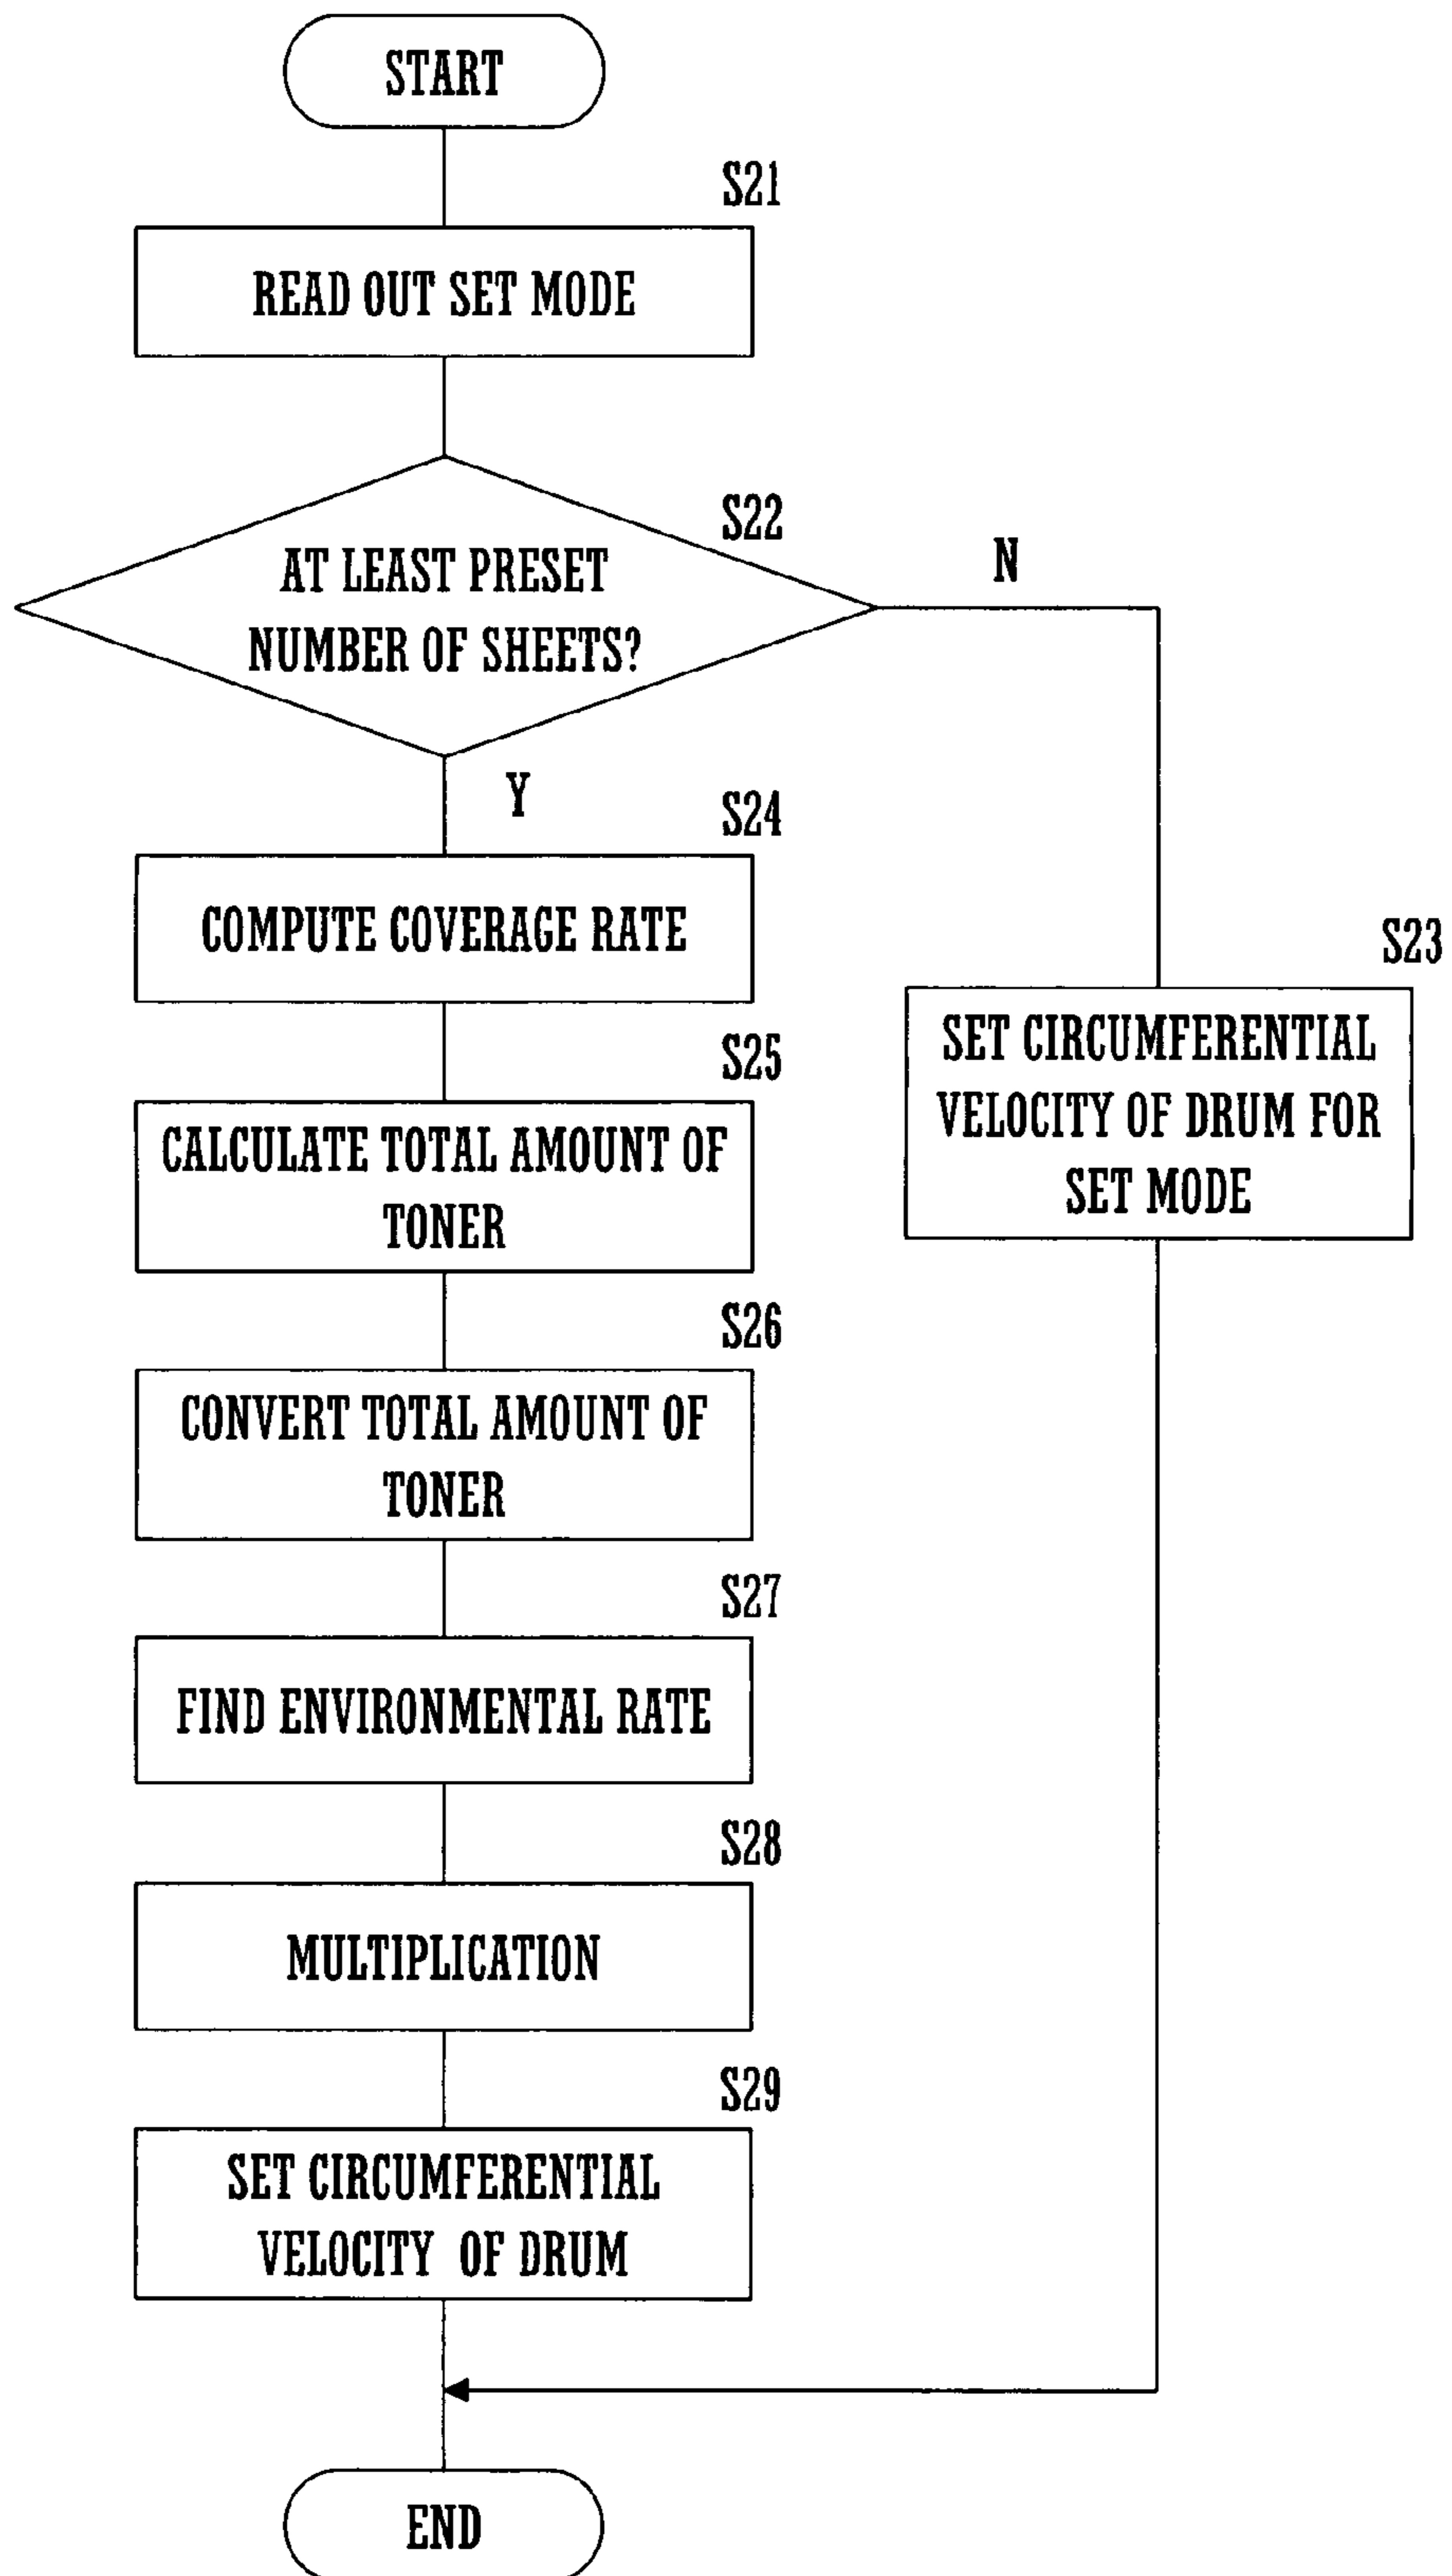 START
S21
READ OUT SET MODE
S22
AT LEAST PRESET
NUMBER OF SHEETS?
N
Y
S24
COMPUTE COVERAGE RATE
S23
SET CIRCUMFERENTIAL
VELOCITY OF DRUM FOR
SET MODE
S25
CALCULATE TOTAL AMOUNT OF
TONER
S26
CONVERT TOTAL AMOUNT OF
TONER
S27
FIND ENVIRONMENTAL RATE
S28
MULTIPLICATION
S29
SET CIRCUMFERENTIAL
VELOCITY OF DRUM
END